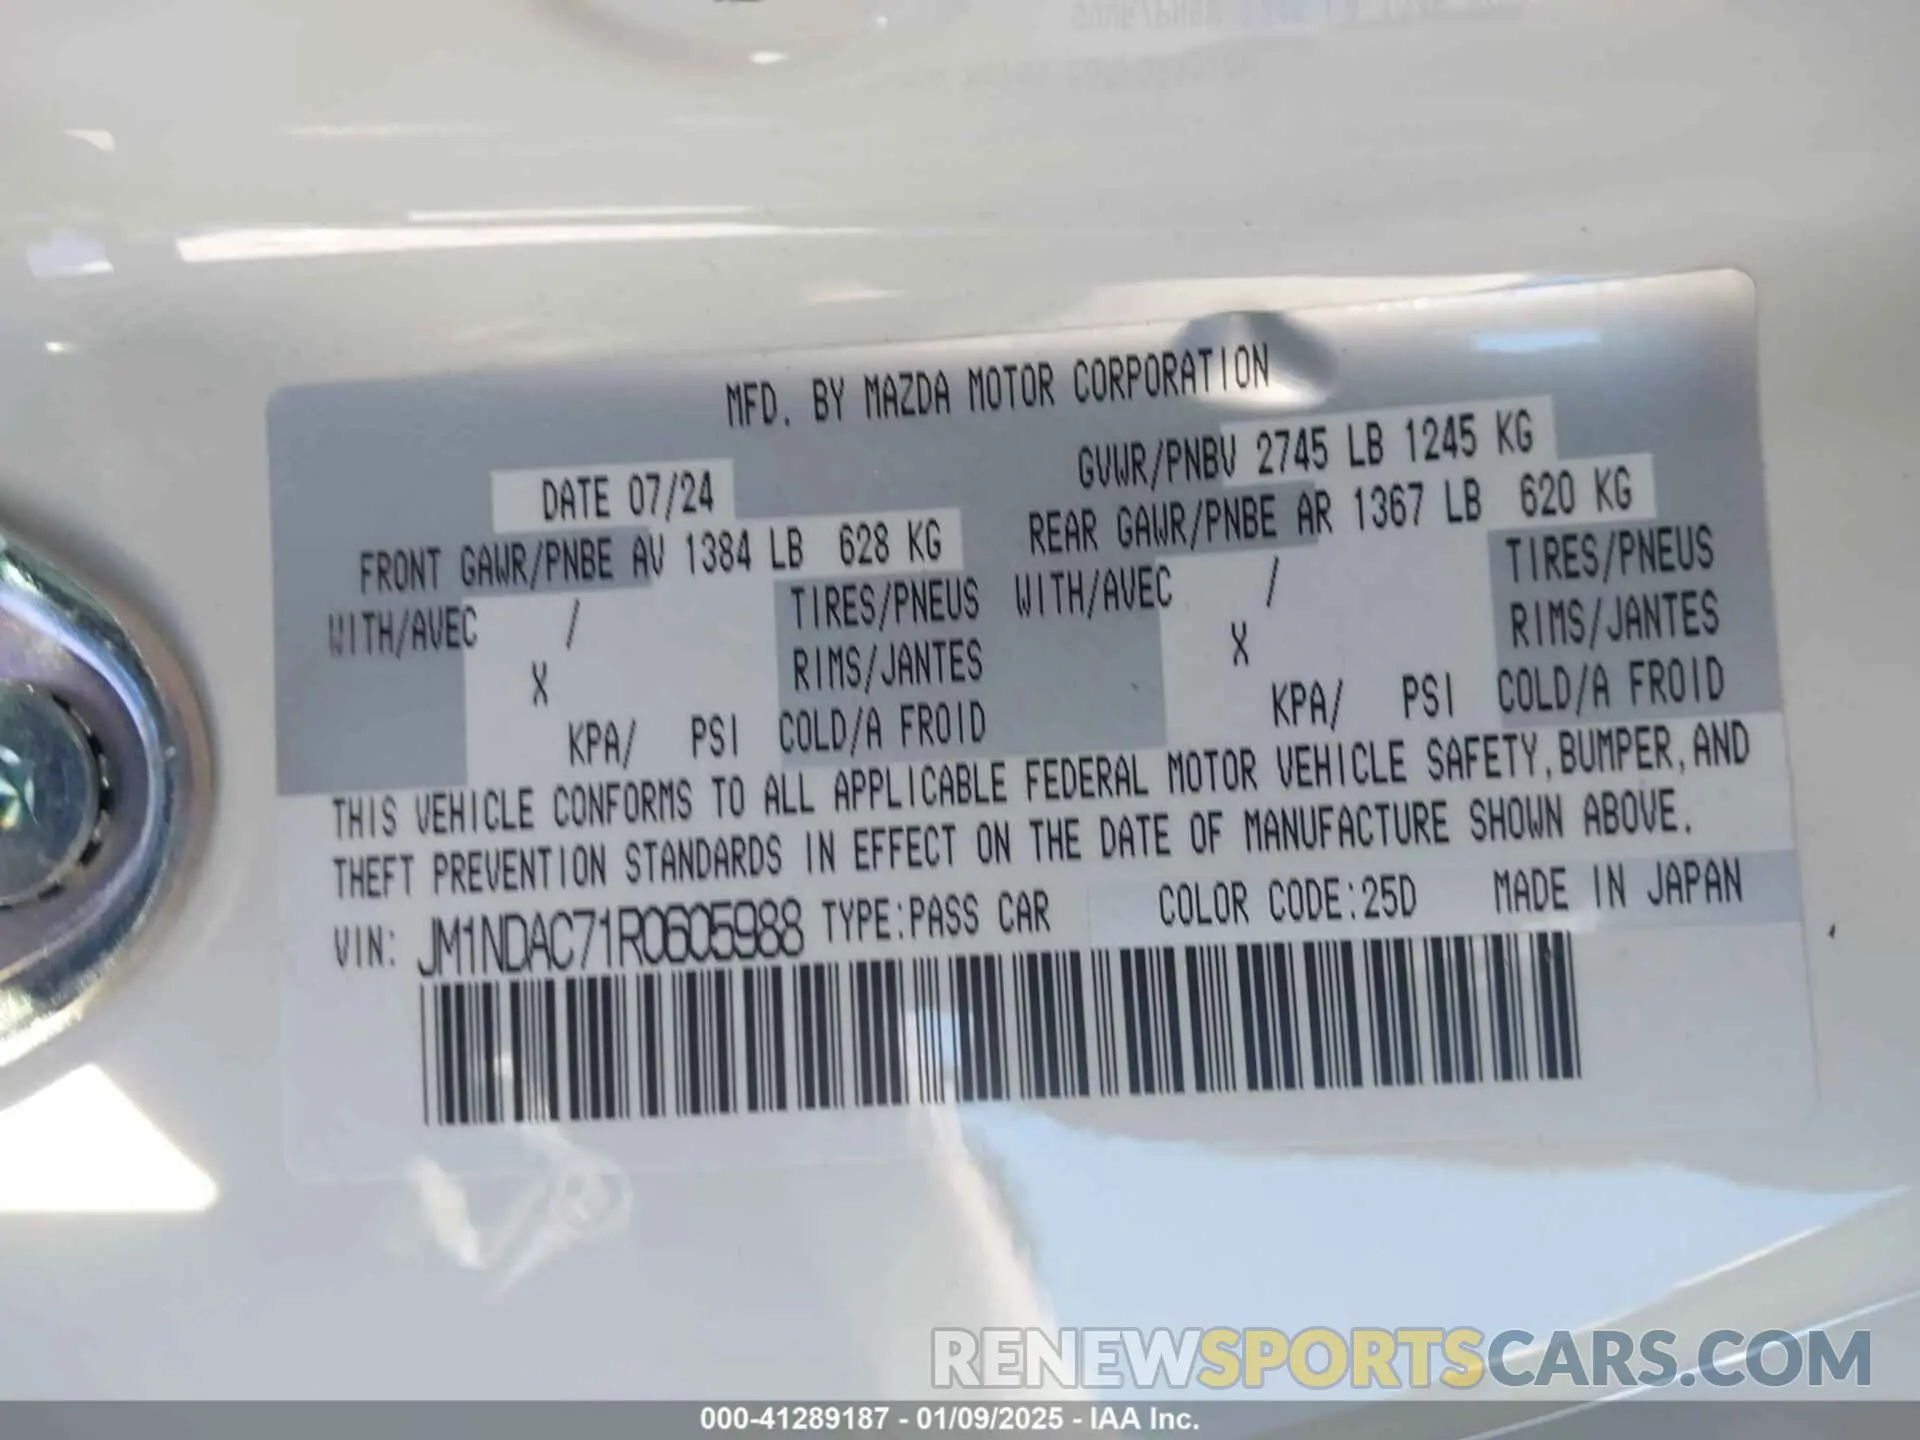 MFD. BY MAZDA MOTOR CORPORATION
DATE 07/24
GVWR/PNBV 2745 LB 1245 KG
FRONT GAWR/PNBE AV 1384 LB 628 KG
REAR GAWR/PNBE AR 1367 LB 620 KG
WITH/AVEC / TIRES/PNEUS
WITH/AVEC / TIRES/PNEUS
X RIMS/JANTES
X RIMS/JANTES
KPA/ PSI COLD/A FROID
KPA/ PSI COLD/A FROID
THIS VEHICLE CONFORMS TO ALL APPLICABLE FEDERAL MOTOR VEHICLE SAFETY, BUMPER, AND
THEFT PREVENTION STANDARDS IN EFFECT ON THE DATE OF MANUFACTURE SHOWN ABOVE.
VIN: JM1NDAC71R0605988 TYPE:PASS CAR COLOR CODE:25D MADE IN JAPAN
RENEWSPORTSCARS.COM
000-41289187 - 01/09/2025 - IAA Inc.